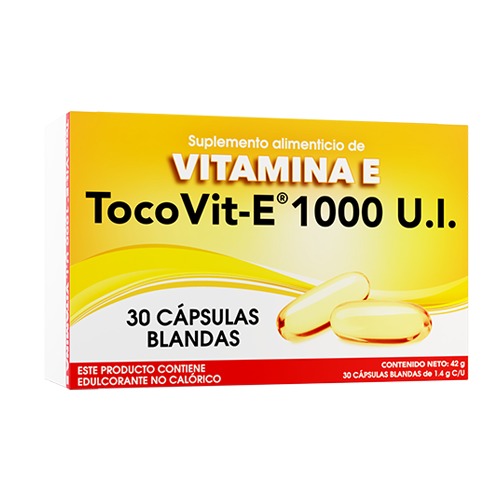 Suplemento alimenticio de
VITAMINA E
TocoVit-E® 1000 U.I.
30 CÁPSULAS
BLANDAS
ESTE PRODUCTO CONTIENE
EDULCORANTE NO CALÓRICO
CONTENIDO NETO: 42 g
30 CÁPSULAS BLANDAS de 1.4 g C/U